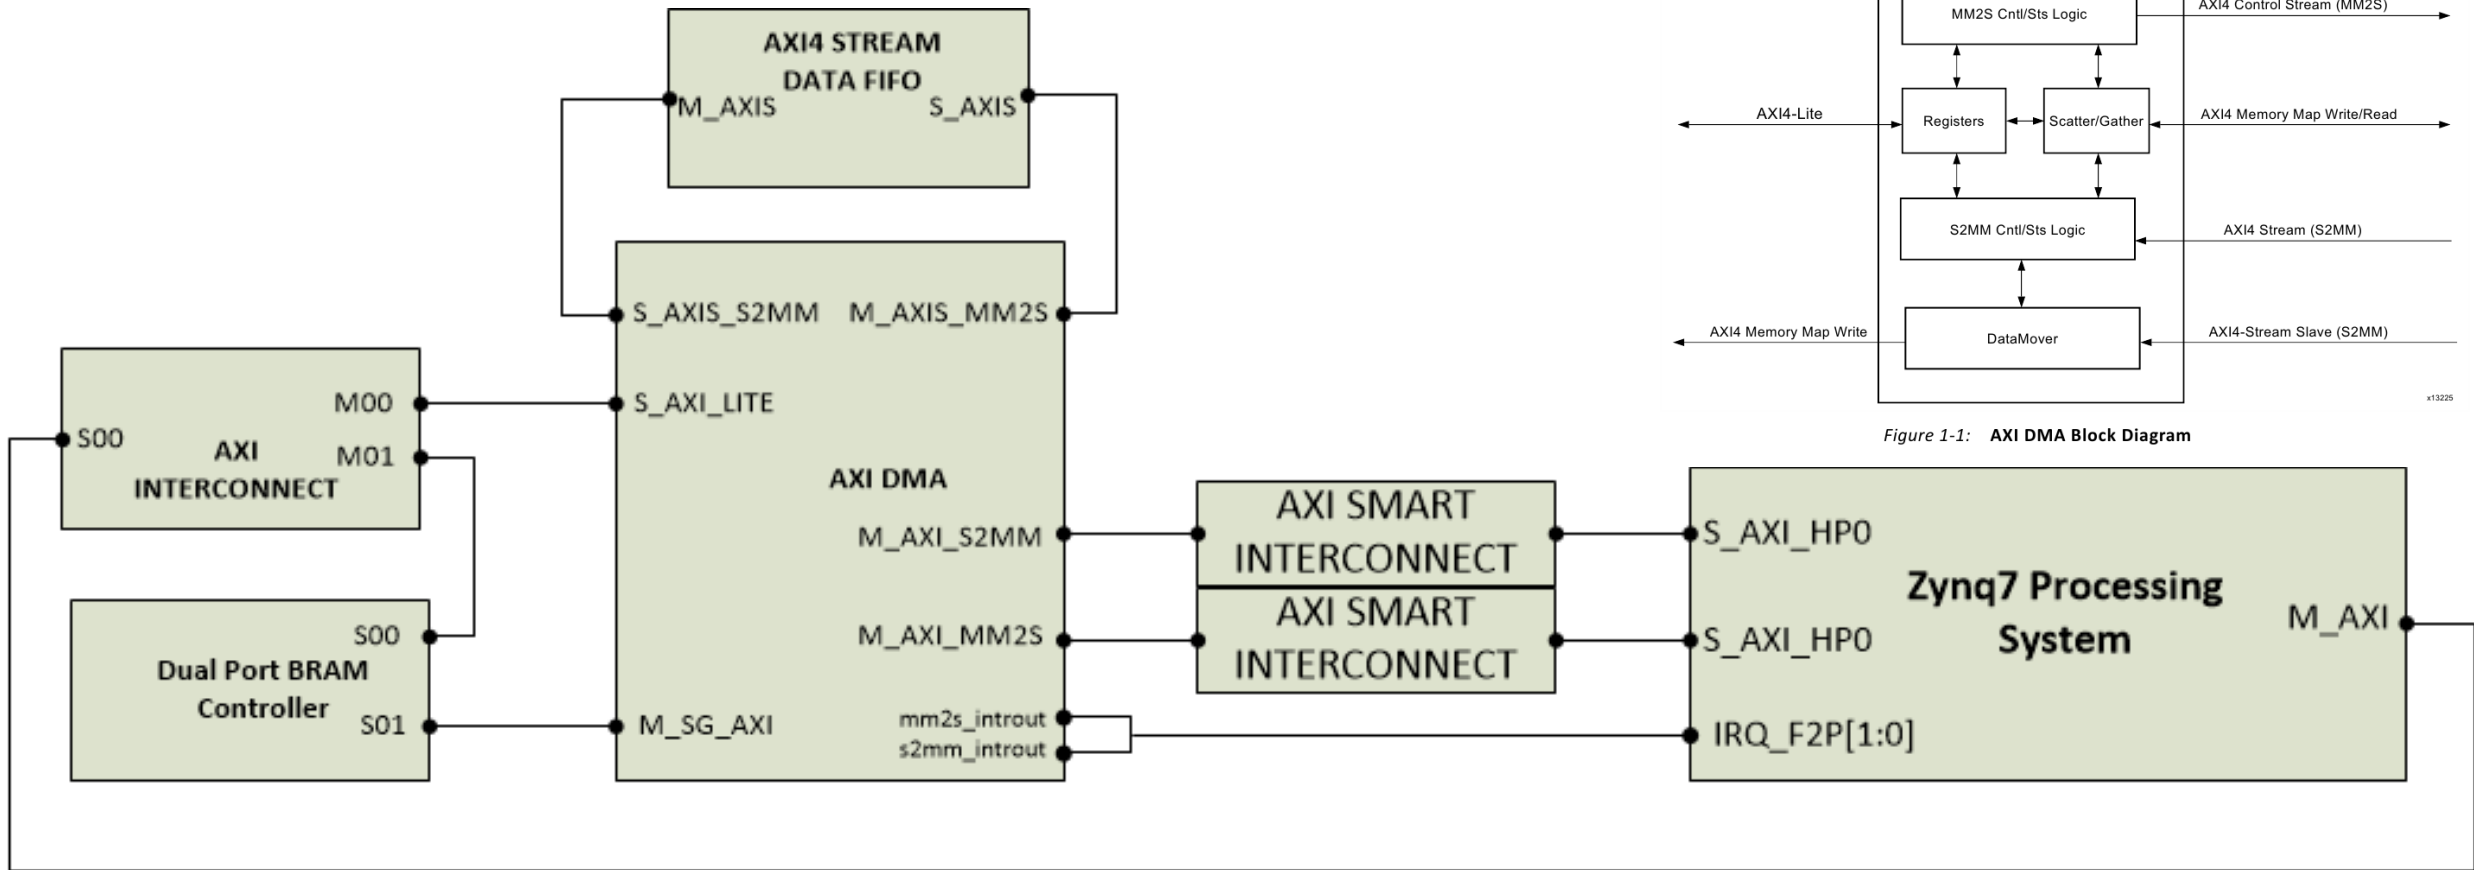 AXI4 STREAM
DATA FIFO
M_AXIS
S_AXIS
MM2S Cntl/Sts Logic
AXI4 Control Stream (MM2S)
AXI4-Lite
Registers
Scatter/Gather
AXI4 Memory Map Write/Read
S2MM Cntl/Sts Logic
AXI4 Stream (S2MM)
AXI4 Memory Map Write
DataMover
AXI4-Stream Slave (S2MM)
x13225
Figure 1-1: AXI DMA Block Diagram
S_AXIS_S2MM
M_AXIS_MM2S
S_AXI_LITE
AXI DMA
M_AXI_S2MM
M_AXI_MM2S
mm2s_introut
s2mm_introut
M_SG_AXI
M00
S00
AXI
M01
INTERCONNECT
S00
Dual Port BRAM
Controller
S01
AXI SMART
INTERCONNECT
AXI SMART
INTERCONNECT
S_AXI_HP0
Zynq7 Processing
System
M_AXI
S_AXI_HP0
IRQ_F2P[1:0]